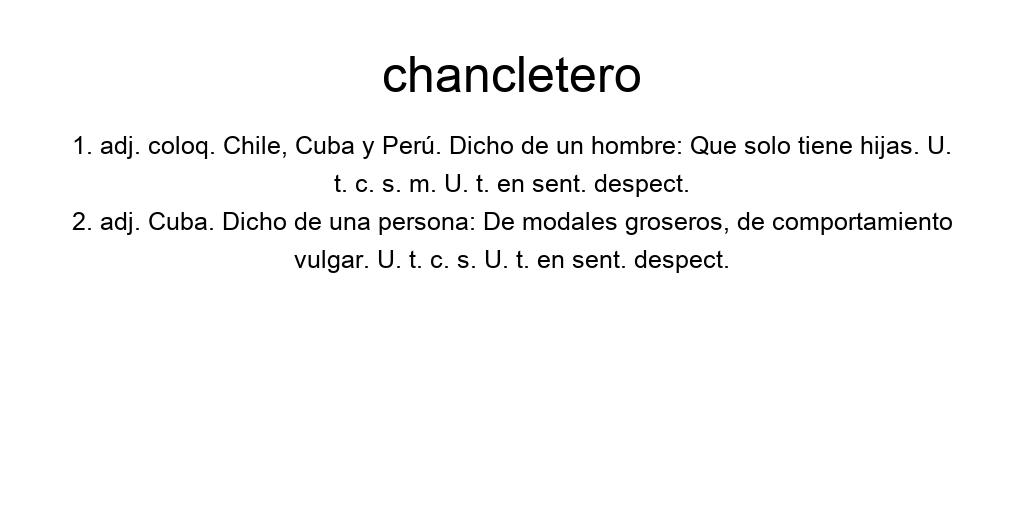 chancletero
1. adj. coloq. Chile, Cuba y Perú. Dicho de un hombre: Que solo tiene hijas. U.
t. c. s. m. U. t. en sent. despect.
2. adj. Cuba. Dicho de una persona: De modales groseros, de comportamiento
vulgar. U. t. c. s. U. t. en sent. despect.